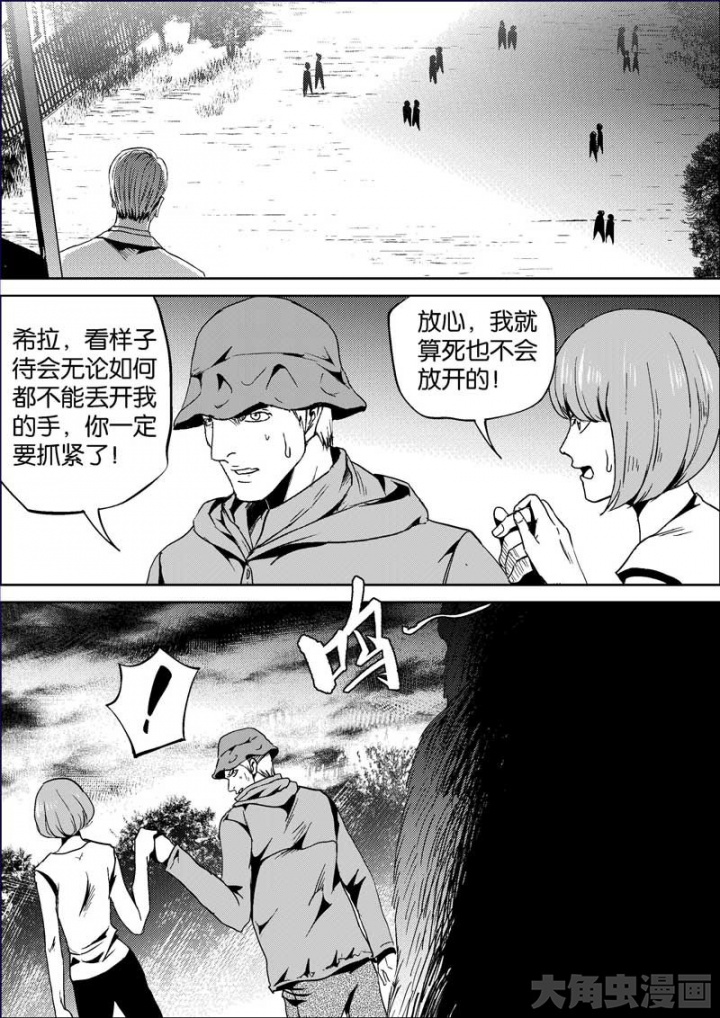 希拉，看样子
待会无论如何
都不能丢开我
的手，你一定
要抓紧了！
放心，我就
算死也不会
放开的！
呜
！
大角虫漫画